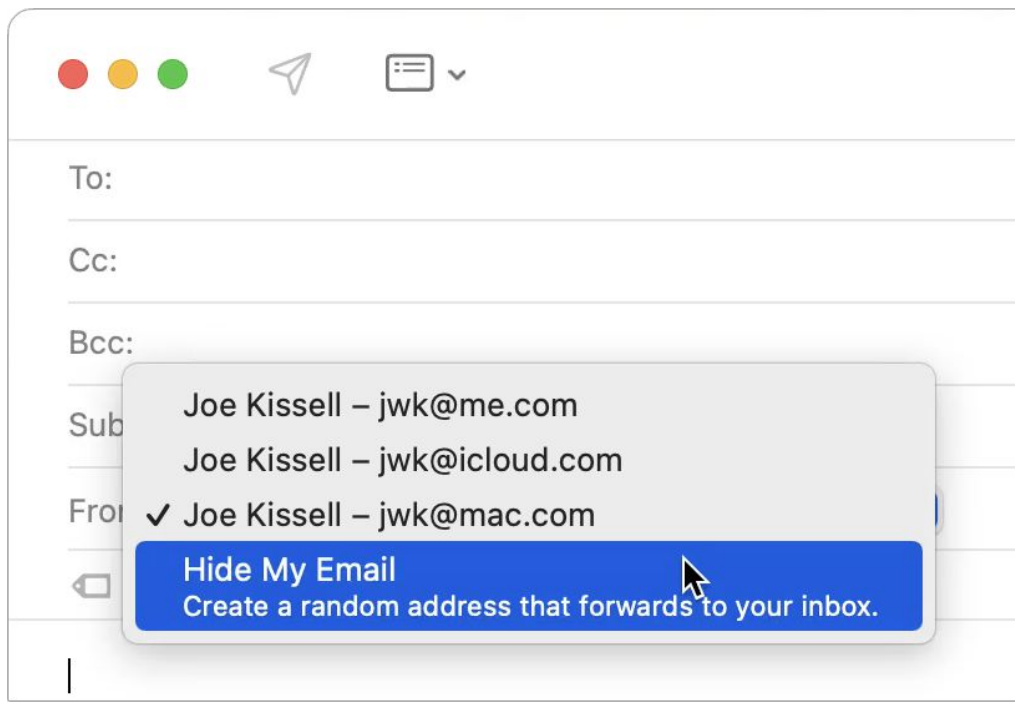 To:
Cc:
Bcc:
Sub
Fro
Joe Kissell – jwk@me.com
Joe Kissell – jwk@icloud.com
✓ Joe Kissell – jwk@mac.com
Hide My Email
Create a random address that forwards to your inbox.